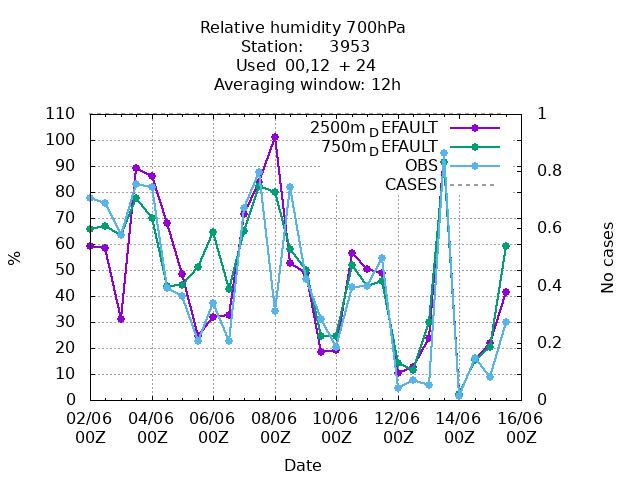 Relative humidity 700hPa
Station: 3953
Used 00,12 + 24
Averaging window: 12h
110 1
2500m DEFAULT
100
750m DEFAULT
90
OBS
0.8
80
CASES
70
0.6
60
%
No cases
50
0.4
40
30
0.2
20
10
0 0
02/06 04/06 06/06 08/06 10/06 12/06 14/06 16/06
00Z 00Z 00Z 00Z 00Z 00Z 00Z 00Z
Date